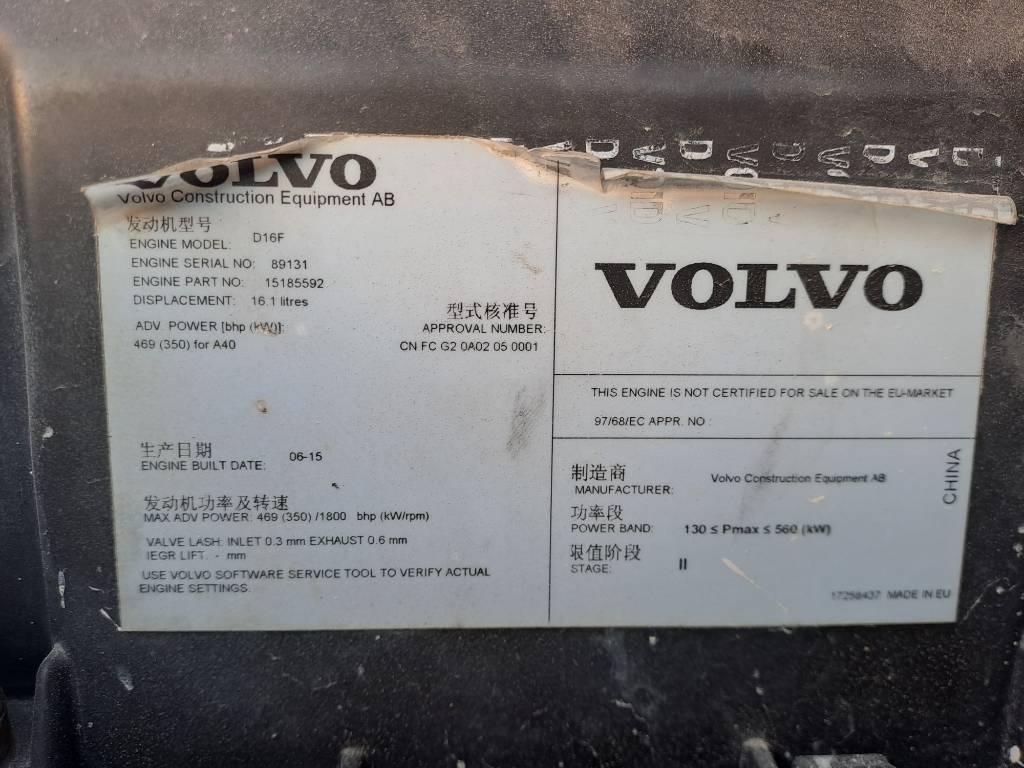 VOLVO
Volvo Construction Equipment AB
发动机型号
ENGINE MODEL: D16F
ENGINE SERIAL NO: 89131
ENGINE PART NO: 15185592
DISPLACEMENT: 16.1 litres
ADV. POWER [bhp (kW)]:
469 (350) for A40
型式核准号
APPROVAL NUMBER:
CN FC G2 0A02 05 0001
生产日期
ENGINE BUILT DATE: 06-15
发动机功率及转速
MAX ADV POWER: 469 (350) /1800 bhp (kW/rpm)
VALVE LASH: INLET 0.3 mm EXHAUST 0.6 mm
IEGR LIFT: - mm
USE VOLVO SOFTWARE SERVICE TOOL TO VERIFY ACTUAL
ENGINE SETTINGS.
VOLVO
THIS ENGINE IS NOT CERTIFIED FOR SALE ON THE EU-MARKET
97/68/EC APPR. NO :
制造商
MANUFACTURER: Volvo Construction Equipment AB
功率段
POWER BAND: 130 ≤ Pmax ≤ 560 (kW)
限值阶段
STAGE: II
CHINA
17258437 MADE IN EU